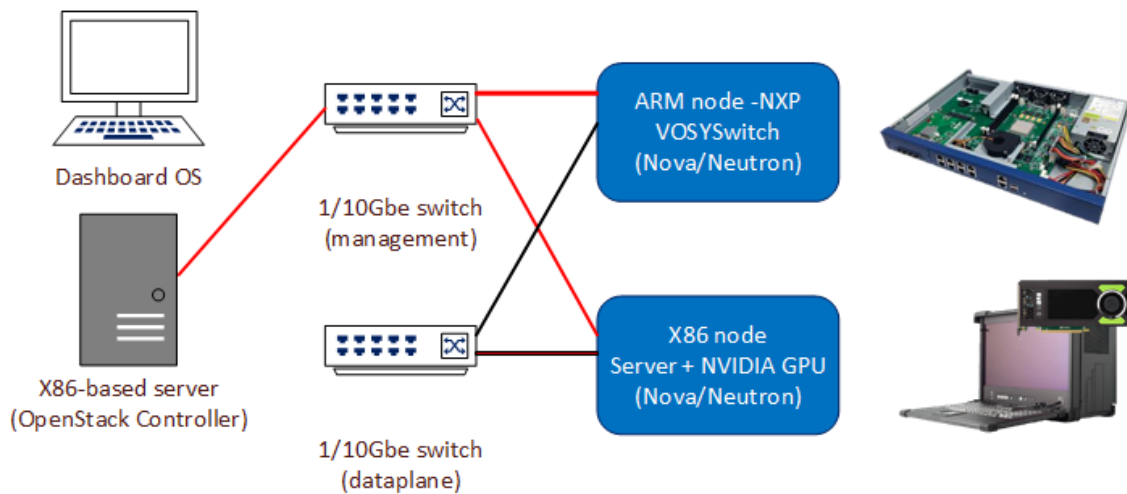 Dashboard OS
X86-based server
(OpenStack Controller)
1/10Gbe switch
(management)
1/10Gbe switch
(dataplane)
ARM node -NXP
VOSYSwitch
(Nova/Neutron)
X86 node
Server + NVIDIA GPU
(Nova/Neutron)